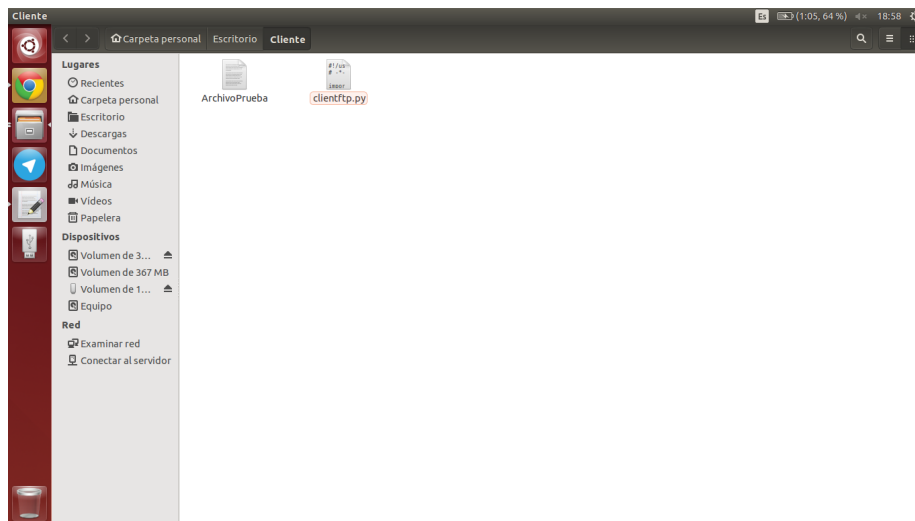 Cliente
Es (1:05, 64 %) 18:58
Carpeta personal Escritorio Cliente
Lugares
Recientes
Carpeta personal
Escritorio
Descargas
Documentos
Imágenes
Música
Vídeos
Papelera
Dispositivos
Volumen de 3...
Volumen de 367 MB
Volumen de 1...
Equipo
Red
Examinar red
Conectar al servidor
ArchivoPrueba
#!/us
# -*-
impor
clientftp.py